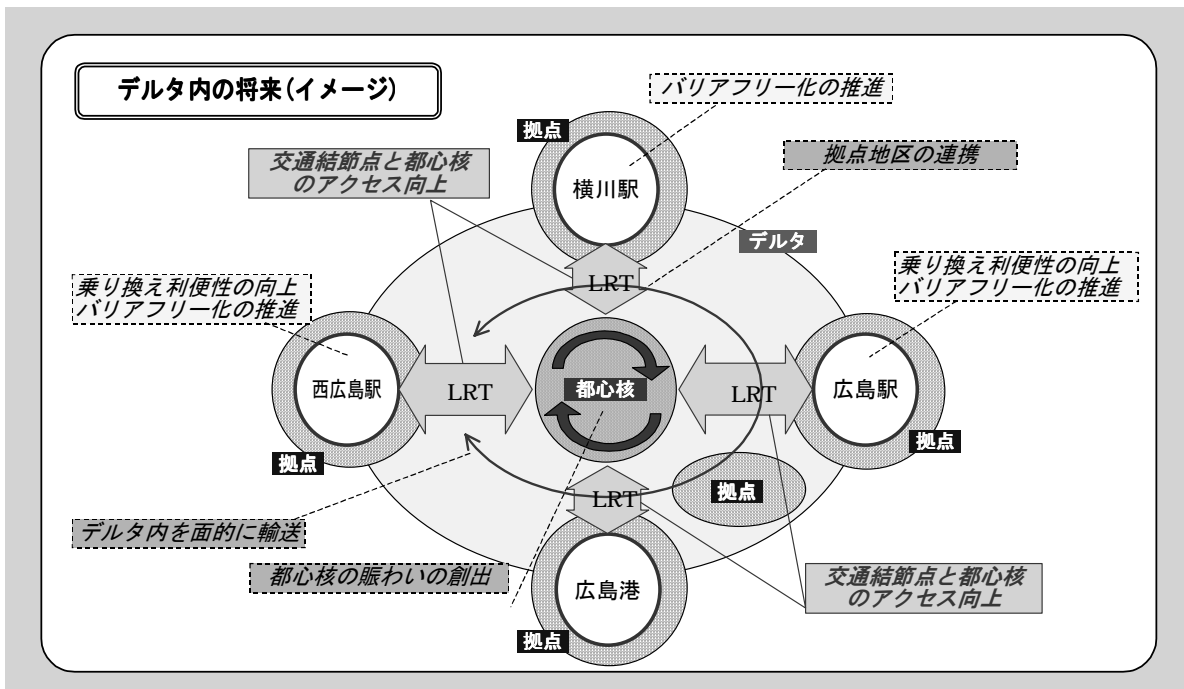 デルタ内の将来(イメージ)
バリアフリー化の推進
拠点
交通結節点と都心核
のアクセス向上
横川駅
拠点地区の連携
デルタ
LRT
乗り換え利便性の向上
バリアフリー化の推進
乗り換え利便性の向上
バリアフリー化の推進
西広島駅
LRT
都心核
LRT
広島駅
拠点
拠点
拠点
LRT
デルタ内を面的に輸送
都心核の賑わいの創出
広島港
交通結節点と都心核
のアクセス向上
拠点